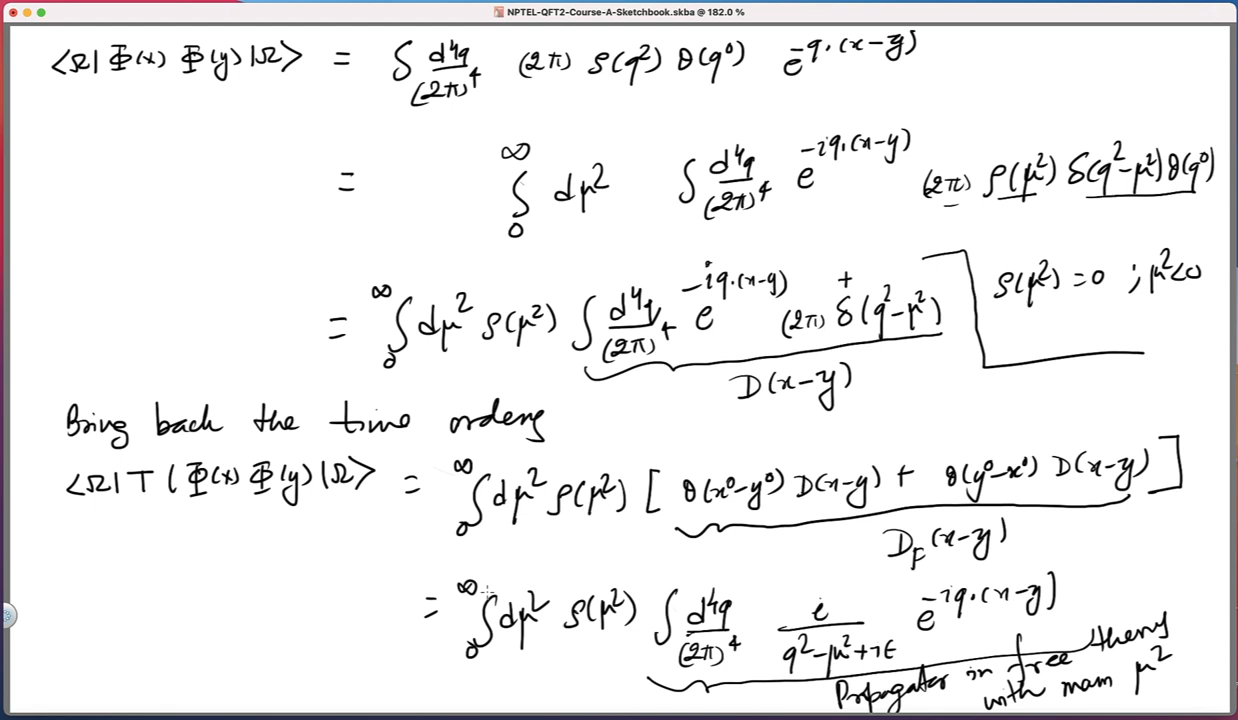 NPTEL-QFT2-Course-A-Sketchbook.skba @ 182.0 %
<Ω| Φ(x) Φ(y) |Ω> = ∫ d⁴q/(2π)⁴ (2π) ρ(q²) θ(q⁰) e^{-q·(x-y)}
= ∫₀^∞ dμ² ∫ d⁴q/(2π)⁴ e^{-iq·(x-y)} (2π) ρ(μ²) δ(q²-μ²) θ(q⁰)
= ∫₀^∞ dμ² ρ(μ²) ∫ d⁴q/(2π)⁴ e^{-iq·(x-y)} (2π) δ⁺(q²-μ²)
ρ(μ²) = 0 ; μ²<0
D(x-y)
Bring back the time orderng
<Ω| T ( Φ(x) Φ(y) |Ω> = ∫₀^∞ dμ² ρ(μ²) [ θ(x⁰-y⁰) D(x-y) + θ(y⁰-x⁰) D(x-y) ]
D_F (x-y)
= ∫₀^∞ dμ² ρ(μ²) ∫ d⁴q/(2π)⁴ i/(q²-μ²+iϵ) e^{-iq·(x-y)}
Propagator in free theory
with mass μ²